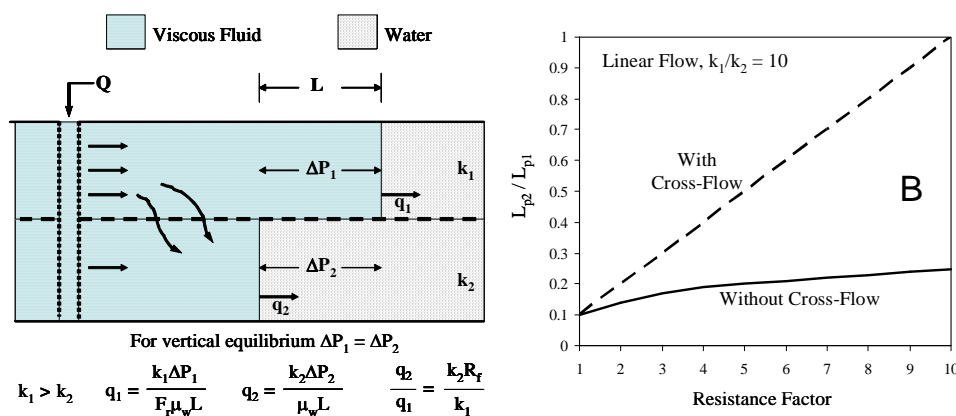 Viscous Fluid
Water
Q
L
ΔP₁
k₁
q₁
ΔP₂
k₂
q₂
For vertical equilibrium ΔP₁ = ΔP₂
k₁ > k₂ q₁ = k₁ΔP₁ / FᵣμwL q₂ = k₂ΔP₂ / μwL q₂ / q₁ = k₂Rf / k₁
Linear Flow, k₁/k₂ = 10
With
Cross-Flow
B
Without Cross-Flow
Lp2 / Lp1
1
0.9
0.8
0.7
0.6
0.5
0.4
0.3
0.2
0.1
0
1 2 3 4 5 6 7 8 9 10
Resistance Factor